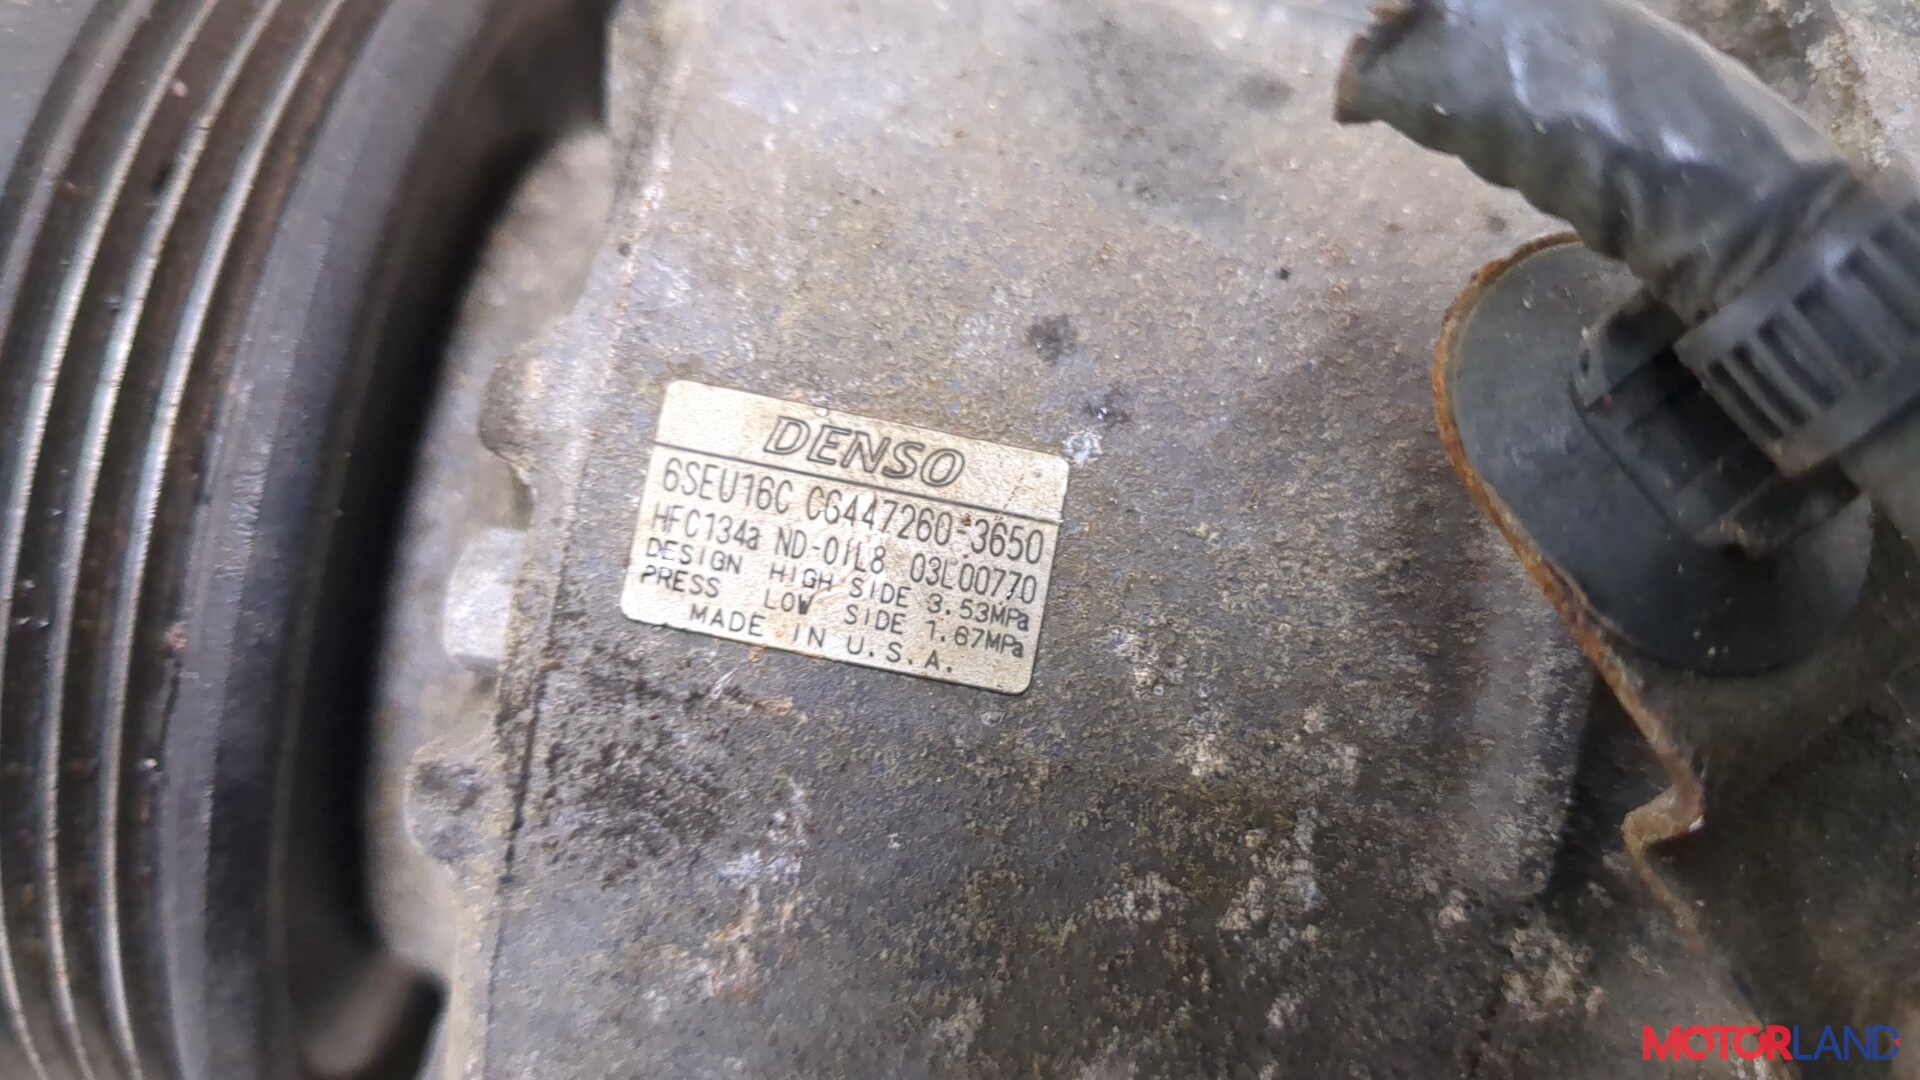 DENSO
6SEU16C CG447260-3650
HFC134a ND-OIL8 03L00770
DESIGN HIGH SIDE 3.53MPa
PRESS LOW SIDE 1.67MPa
MADE IN U.S.A.
MOTORLAND